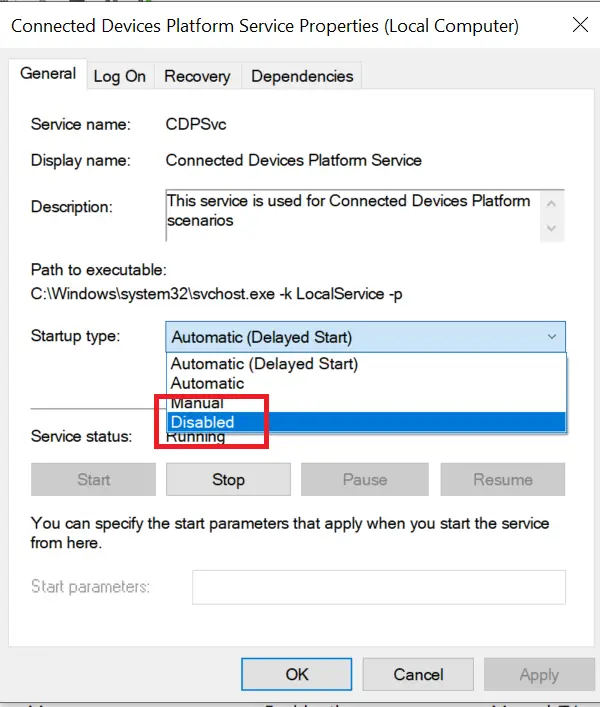 Connected Devices Platform Service Properties (Local Computer)
General Log On Recovery Dependencies
Service name: CDPSvc
Display name: Connected Devices Platform Service
Description: This service is used for Connected Devices Platform
scenarios
Path to executable:
C:\Windows\system32\svchost.exe -k LocalService -p
Startup type: Automatic (Delayed Start)
Automatic (Delayed Start)
Automatic
Manual
Disabled
Service status: Running
Start Stop Pause Resume
You can specify the start parameters that apply when you start the service
from here.
Start parameters:
OK Cancel Apply